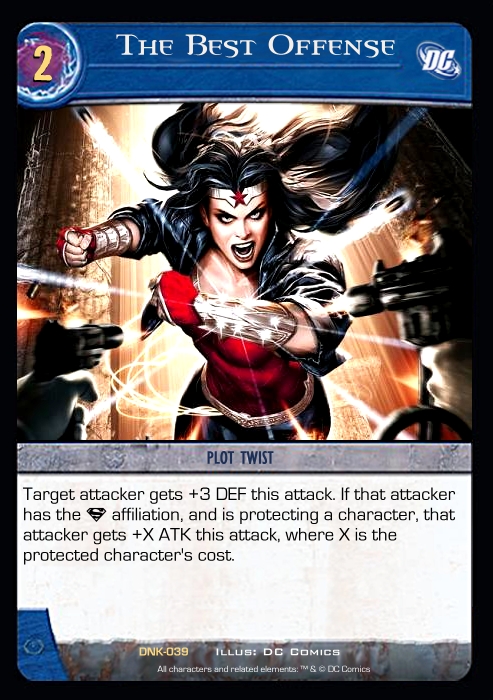 2
The Best Offense
DC
PLOT TWIST
Target attacker gets +3 DEF this attack. If that attacker
has the affiliation, and is protecting a character, that
attacker gets +X ATK this attack, where X is the
protected character's cost.
DNK-039 Illus: DC Comics
All characters and related elements: ™ & © DC Comics